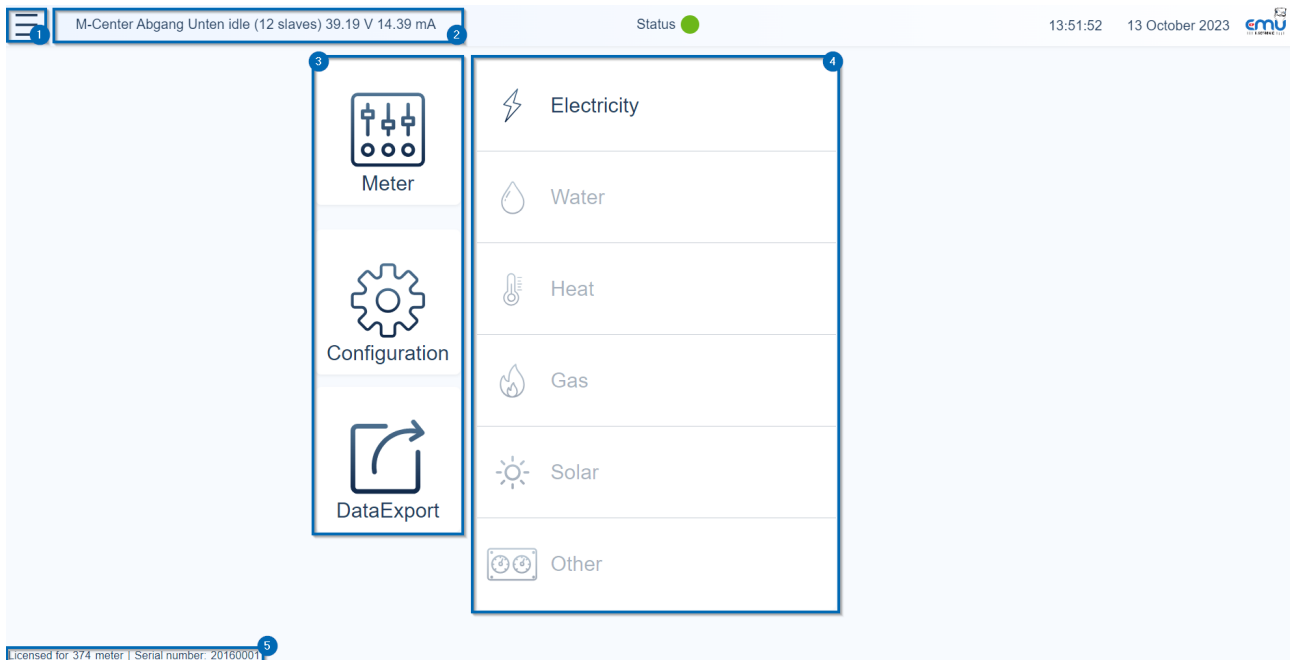 M-Center Abgang Unten idle (12 slaves) 39.19 V 14.39 mA
Status
13:51:52 13 October 2023
emu
1
2
3
4
Meter
Configuration
DataExport
Electricity
Water
Heat
Gas
Solar
Other
5
Licensed for 374 meter | Serial number: 20160001